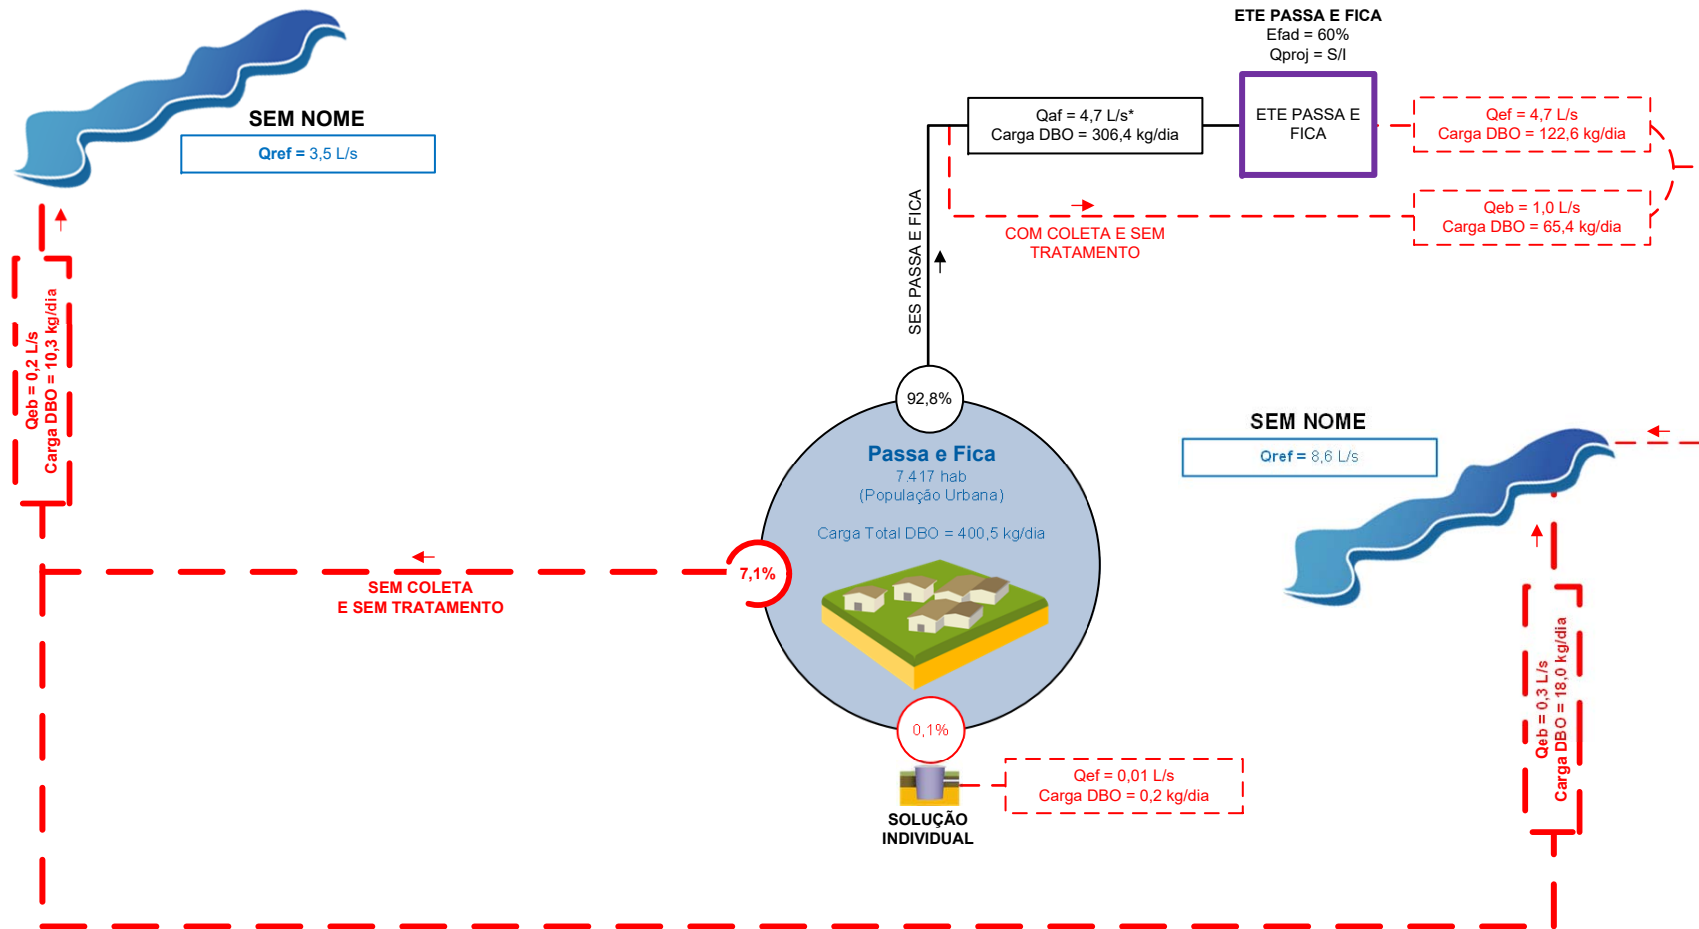 ETE PASSA E FICA
Efad = 60%
Qproj = S/I
SEM NOME
Qref = 3,5 L/s
Qaf = 4,7 L/s*
Carga DBO = 306,4 kg/dia
ETE PASSA E
FICA
Qef = 4,7 L/s
Carga DBO = 122,6 kg/dia
Qeb = 1,0 L/s
Carga DBO = 65,4 kg/dia
COM COLETA E SEM
TRATAMENTO
SES PASSA E FICA
Qeb = 0,2 L/s
Carga DBO = 10,3 kg/dia
92,8%
Passa e Fica
7.417 hab
(População Urbana)
Carga Total DBO = 400,5 kg/dia
SEM NOME
Qref = 8,6 L/s
7,1%
SEM COLETA
E SEM TRATAMENTO
0,1%
Qef = 0,01 L/s
Carga DBO = 0,2 kg/dia
SOLUÇÃO
INDIVIDUAL
Qeb = 0,3 L/s
Carga DBO = 18,0 kg/dia